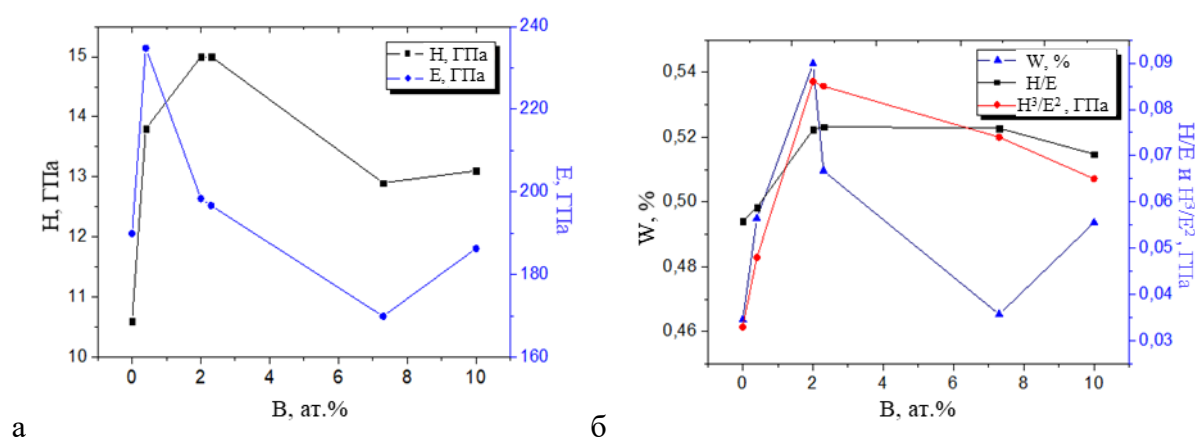 H, ГПа
15
14
13
12
11
10
0
2
4
6
8
10
B, ат.%
240
220
200
180
160
E, ГПа
H, ГПа
E, ГПа
а
W, %
0,54
0,52
0,50
0,48
0,46
0
2
4
6
8
10
B, ат.%
0,09
0,08
0,07
0,06
0,05
0,04
0,03
H/E и H³/E², ГПа
W, %
H/E
H³/E² , ГПа
б